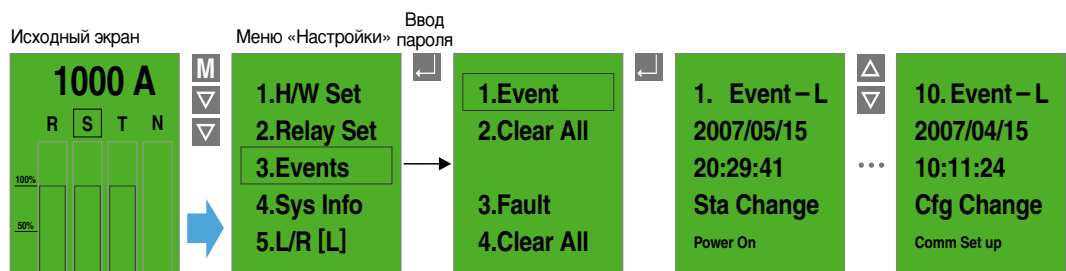 Исходный экран
1000 A
R S T N
100%
50%
M
Меню «Настройки»
1.H/W Set
2.Relay Set
3.Events
4.Sys Info
5.L/R [L]
Ввод
пароля
1.Event
2.Clear All
3.Fault
4.Clear All
1. Event–L
2007/05/15
20:29:41
Sta Change
Power On
...
10. Event–L
2007/04/15
10:11:24
Cfg Change
Comm Set up